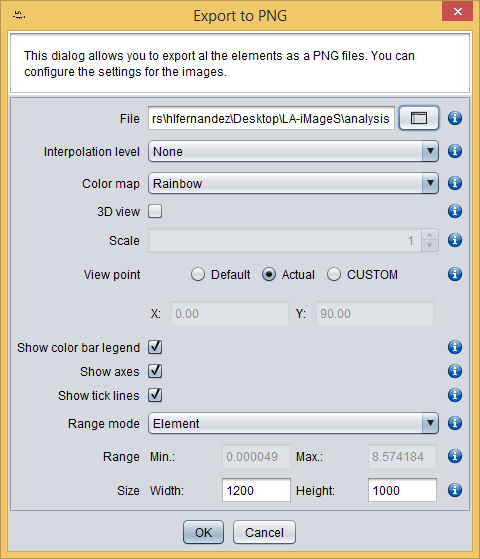 Export to PNG
This dialog allows you to export al the elements as a PNG files. You can
configure the settings for the images.
File rs\hlfernandez\Desktop\LA-iMageS\analysis
Interpolation level None
Color map Rainbow
3D view
Scale 1
View point Default Actual CUSTOM
X: 0.00 Y: 90.00
Show color bar legend
Show axes
Show tick lines
Range mode Element
Range Min.: 0.000049 Max.: 8.574184
Size Width: 1200 Height: 1000
OK Cancel